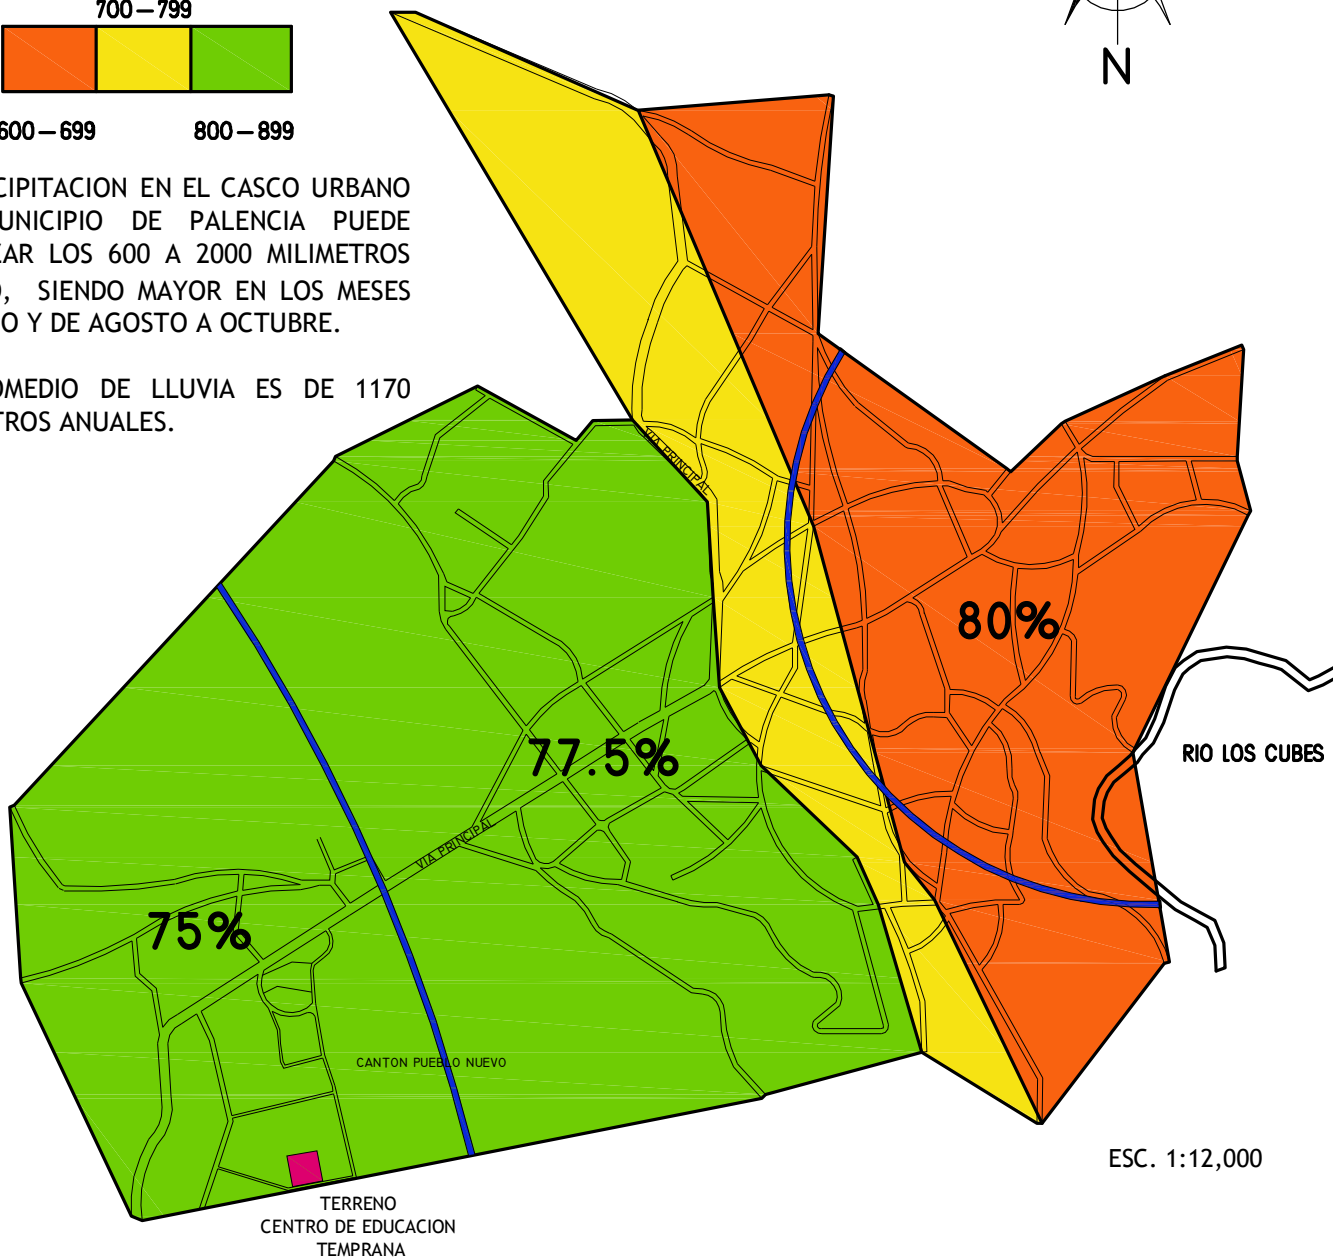 700-799
600-699
800-899
N
CIPITACION EN EL CASCO URBANO
UNICIPIO DE PALENCIA PUEDE
AR LOS 600 A 2000 MILIMETROS
, SIENDO MAYOR EN LOS MESES
O Y DE AGOSTO A OCTUBRE.
OMEDIO DE LLUVIA ES DE 1170
TROS ANUALES.
VIA PRINCIPAL
80%
RIO LOS CUBES
77.5%
VIA PRINCIPAL
75%
CANTON PUEBLO NUEVO
ESC. 1:12,000
TERRENO
CENTRO DE EDUCACION
TEMPRANA